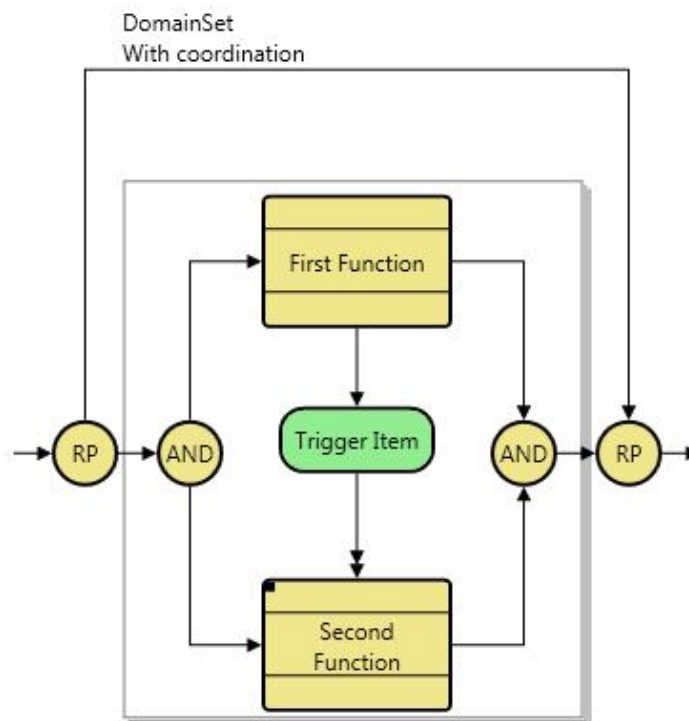 DomainSet
With coordination
First Function
RP
AND
Trigger Item
AND
RP
Second
Function